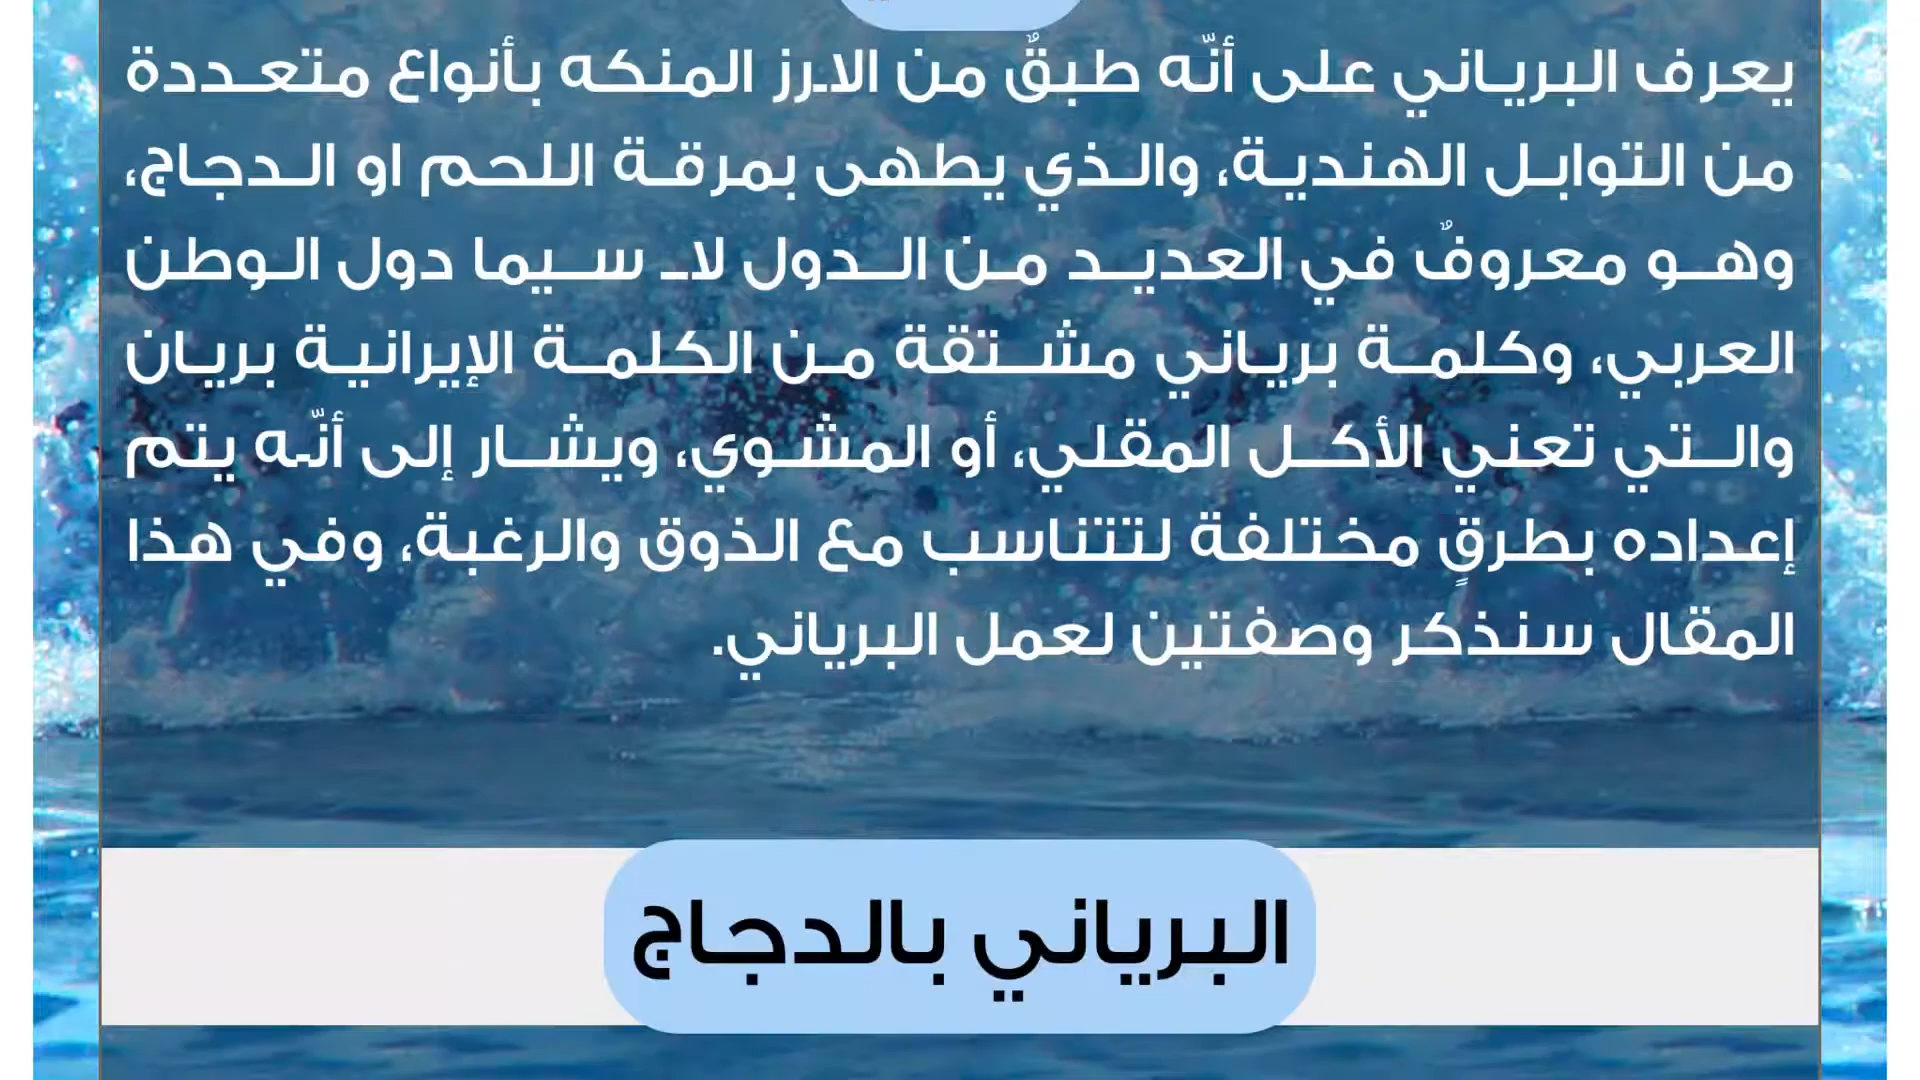 يعرف البرياني على أنّه طبقٌ من الارز المنكه بأنواع متعددة
من التوابل الهندية، والذي يطهى بمرقة اللحم او الدجاج،
وهو معروفٌ في العديد من الدول لا سيما دول الوطن
العربي، وكلمة برياني مشتقة من الكلمة الإيرانية بريان
والتي تعني الأكل المقلي، أو المشوي، ويشار إلى أنّه يتم
إعداده بطرقٍ مختلفة لتتناسب مع الذوق والرغبة، وفي هذا
المقال سنذكر وصفتين لعمل البرياني.
البرياني بالدجاج